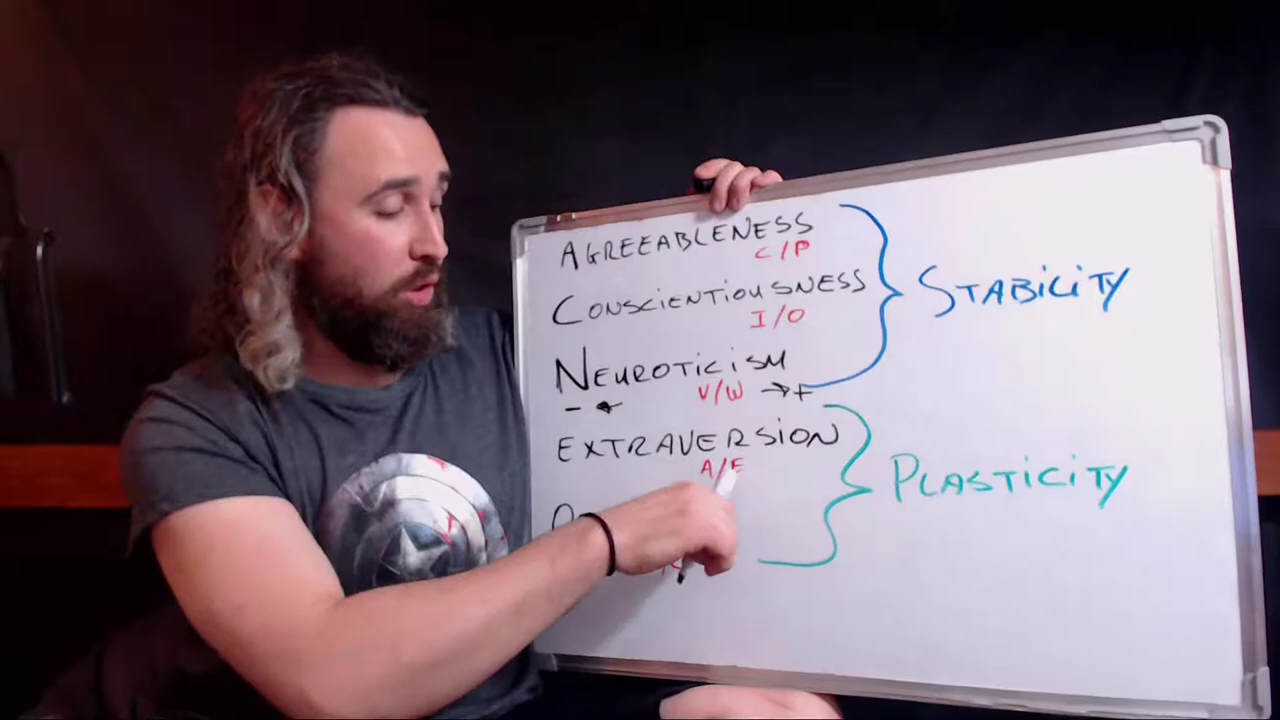 AGREEABLENESS
C/P
CONSCIENTIOUSNESS
I/O
STABILITY
NEUROTICISM
V/W → +
- ←
EXTRAVERSION
A/E
PLASTICITY